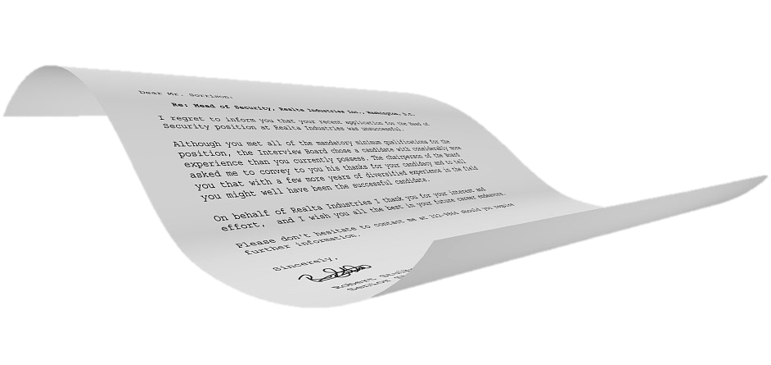 Dear Mr. Sorrison:
Re: Head of Security, Realta Industries Inc., Washington, D.C.
I regret to inform you that your recent application for the Head of
Security position at Realta Industries was unsuccessful.
Although you met all of the mandatory minimum qualifications for the
position, the Interview Board chose a candidate with considerably more
experience than you currently possess. The chairperson of the Board
asked me to convey to you his thanks for your candidacy and to tell
you that with a few more years of diversified experience in the field
you might well have been the successful candidate.
On behalf of Realta Industries I thank you for your interest and
effort, and I wish you all the best in your future career endeavors.
Please don't hesitate to contact me at should you require
further information.
Sincerely,
Robert
Senior